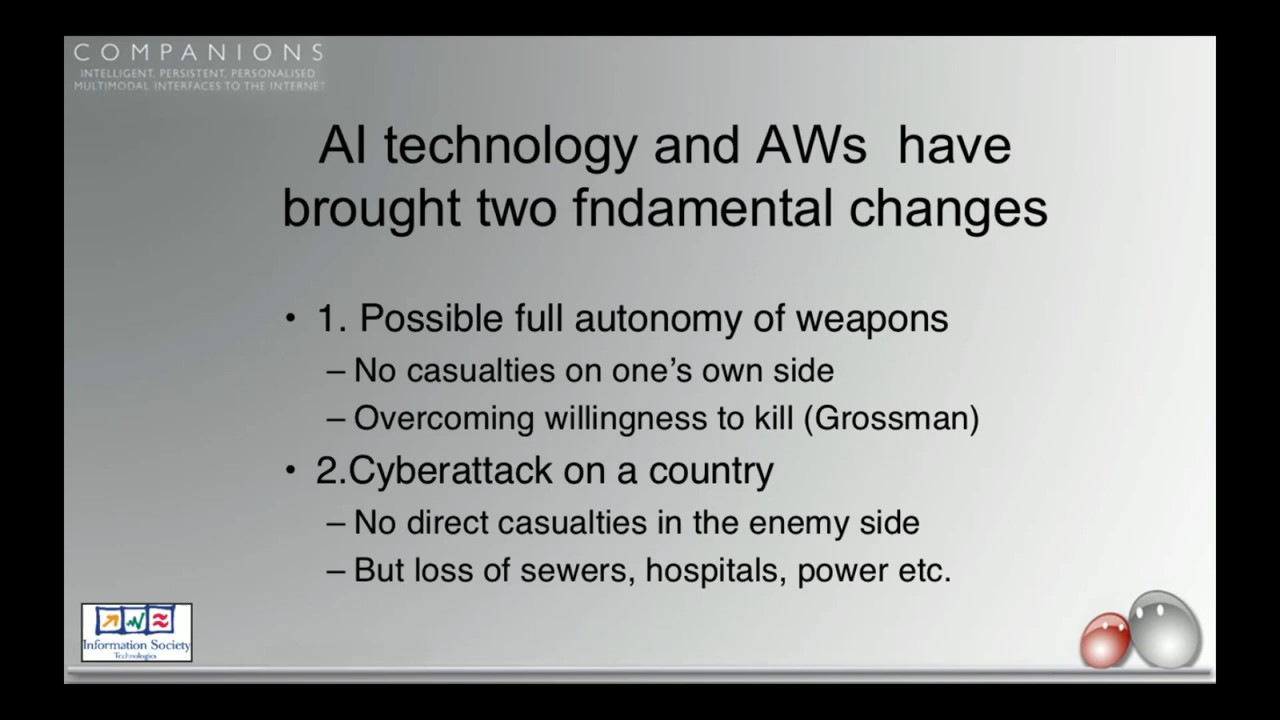 COMPANIONS
INTELLIGENT, PERSISTENT, PERSONALISED
MULTIMODAL INTERFACES TO THE INTERNET
AI technology and AWs  have
brought two fndamental changes
• 1. Possible full autonomy of weapons
– No casualties on one’s own side
– Overcoming willingness to kill (Grossman)
• 2.Cyberattack on a country
– No direct casualties in the enemy side
– But loss of sewers, hospitals, power etc.
Information Society
Technologies